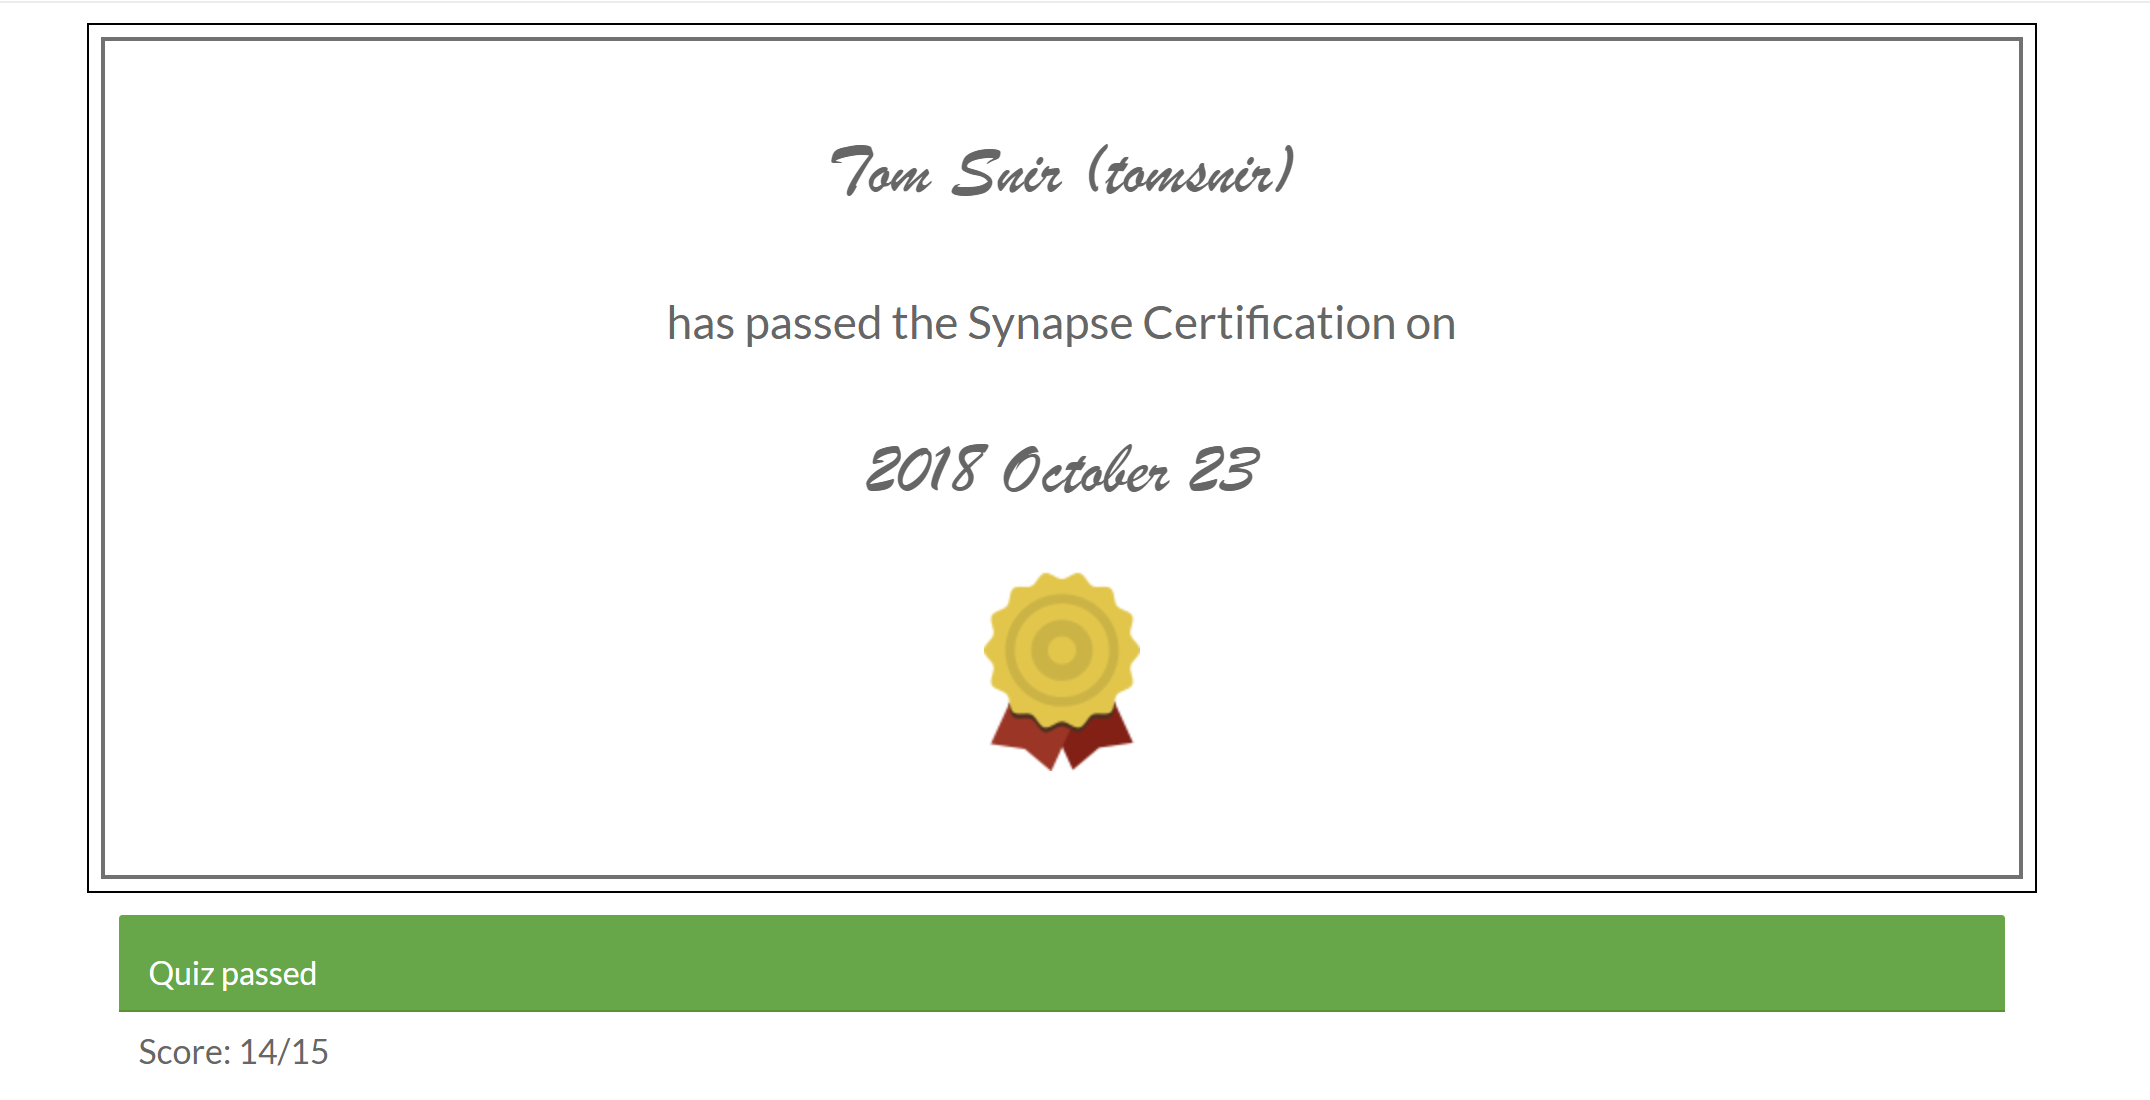 Tom Snir (tomsnir)
has passed the Synapse Certification on
2018 October 23
Quiz passed
Score: 14/15